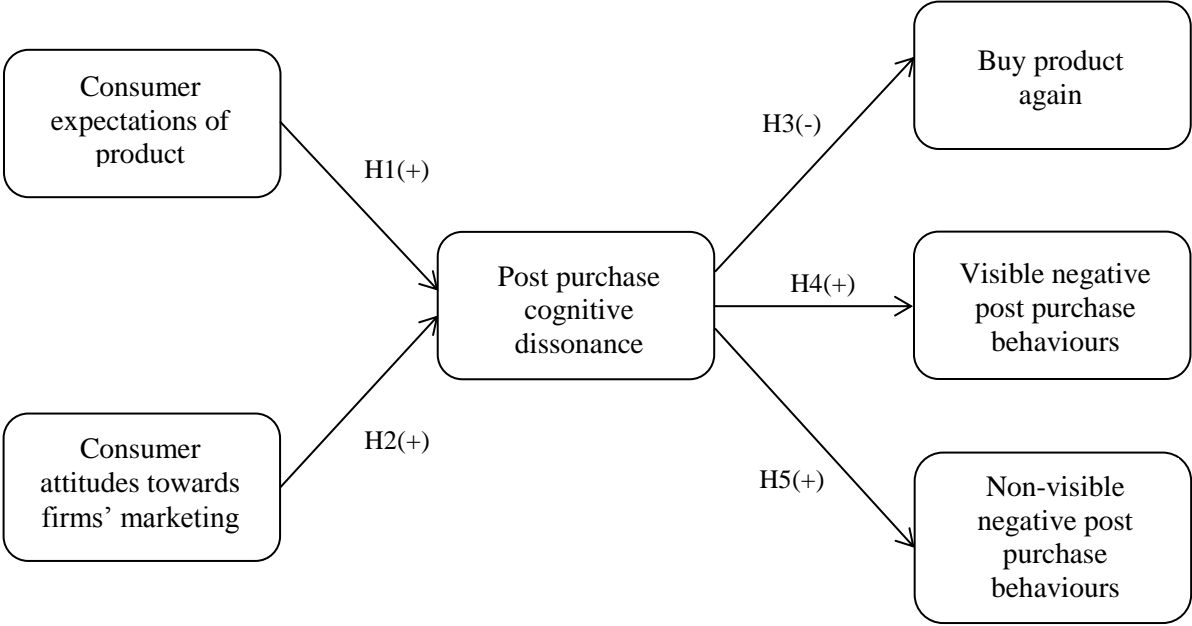 Consumer
expectations of
product
H1(+)
Consumer
attitudes towards
firms’ marketing
H2(+)
Post purchase
cognitive
dissonance
H3(-)
Buy product
again
H4(+)
Visible negative
post purchase
behaviours
H5(+)
Non-visible
negative post
purchase
behaviours